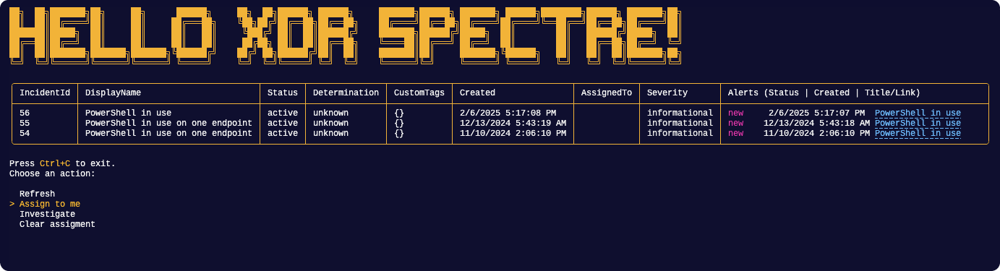 HELLO XDR SPECTRE!
IncidentId DisplayName Status Determination CustomTags Created AssignedTo Severity Alerts (Status | Created | Title/Link)
56 PowerShell in use active unknown {} 2/6/2025 5:17:08 PM informational new 2/6/2025 5:17:07 PM PowerShell in use
55 PowerShell in use on one endpoint active unknown {} 12/13/2024 5:43:19 AM informational new 12/13/2024 5:43:18 AM PowerShell in use
54 PowerShell in use on one endpoint active unknown {} 11/10/2024 2:06:10 PM informational new 11/10/2024 2:06:10 PM PowerShell in use
Press Ctrl+C to exit.
Choose an action:
Refresh
> Assign to me
Investigate
Clear assigment